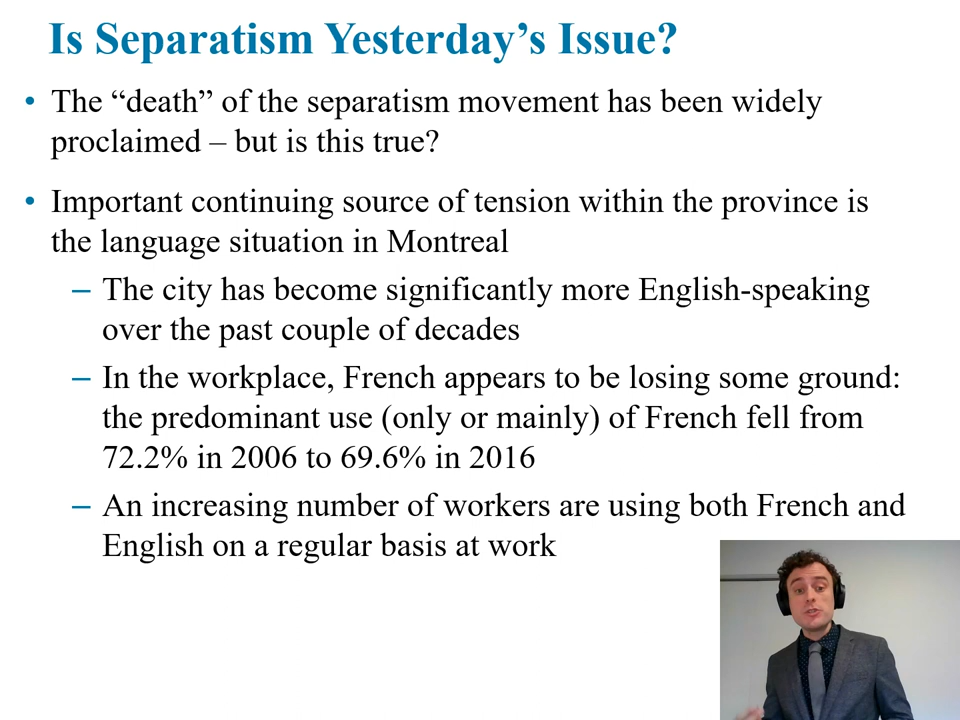 Is Separatism Yesterday’s Issue?
• The “death” of the separatism movement has been widely
proclaimed – but is this true?
• Important continuing source of tension within the province is
the language situation in Montreal
– The city has become significantly more English-speaking
over the past couple of decades
– In the workplace, French appears to be losing some ground:
the predominant use (only or mainly) of French fell from
72.2% in 2006 to 69.6% in 2016
– An increasing number of workers are using both French and
English on a regular basis at work